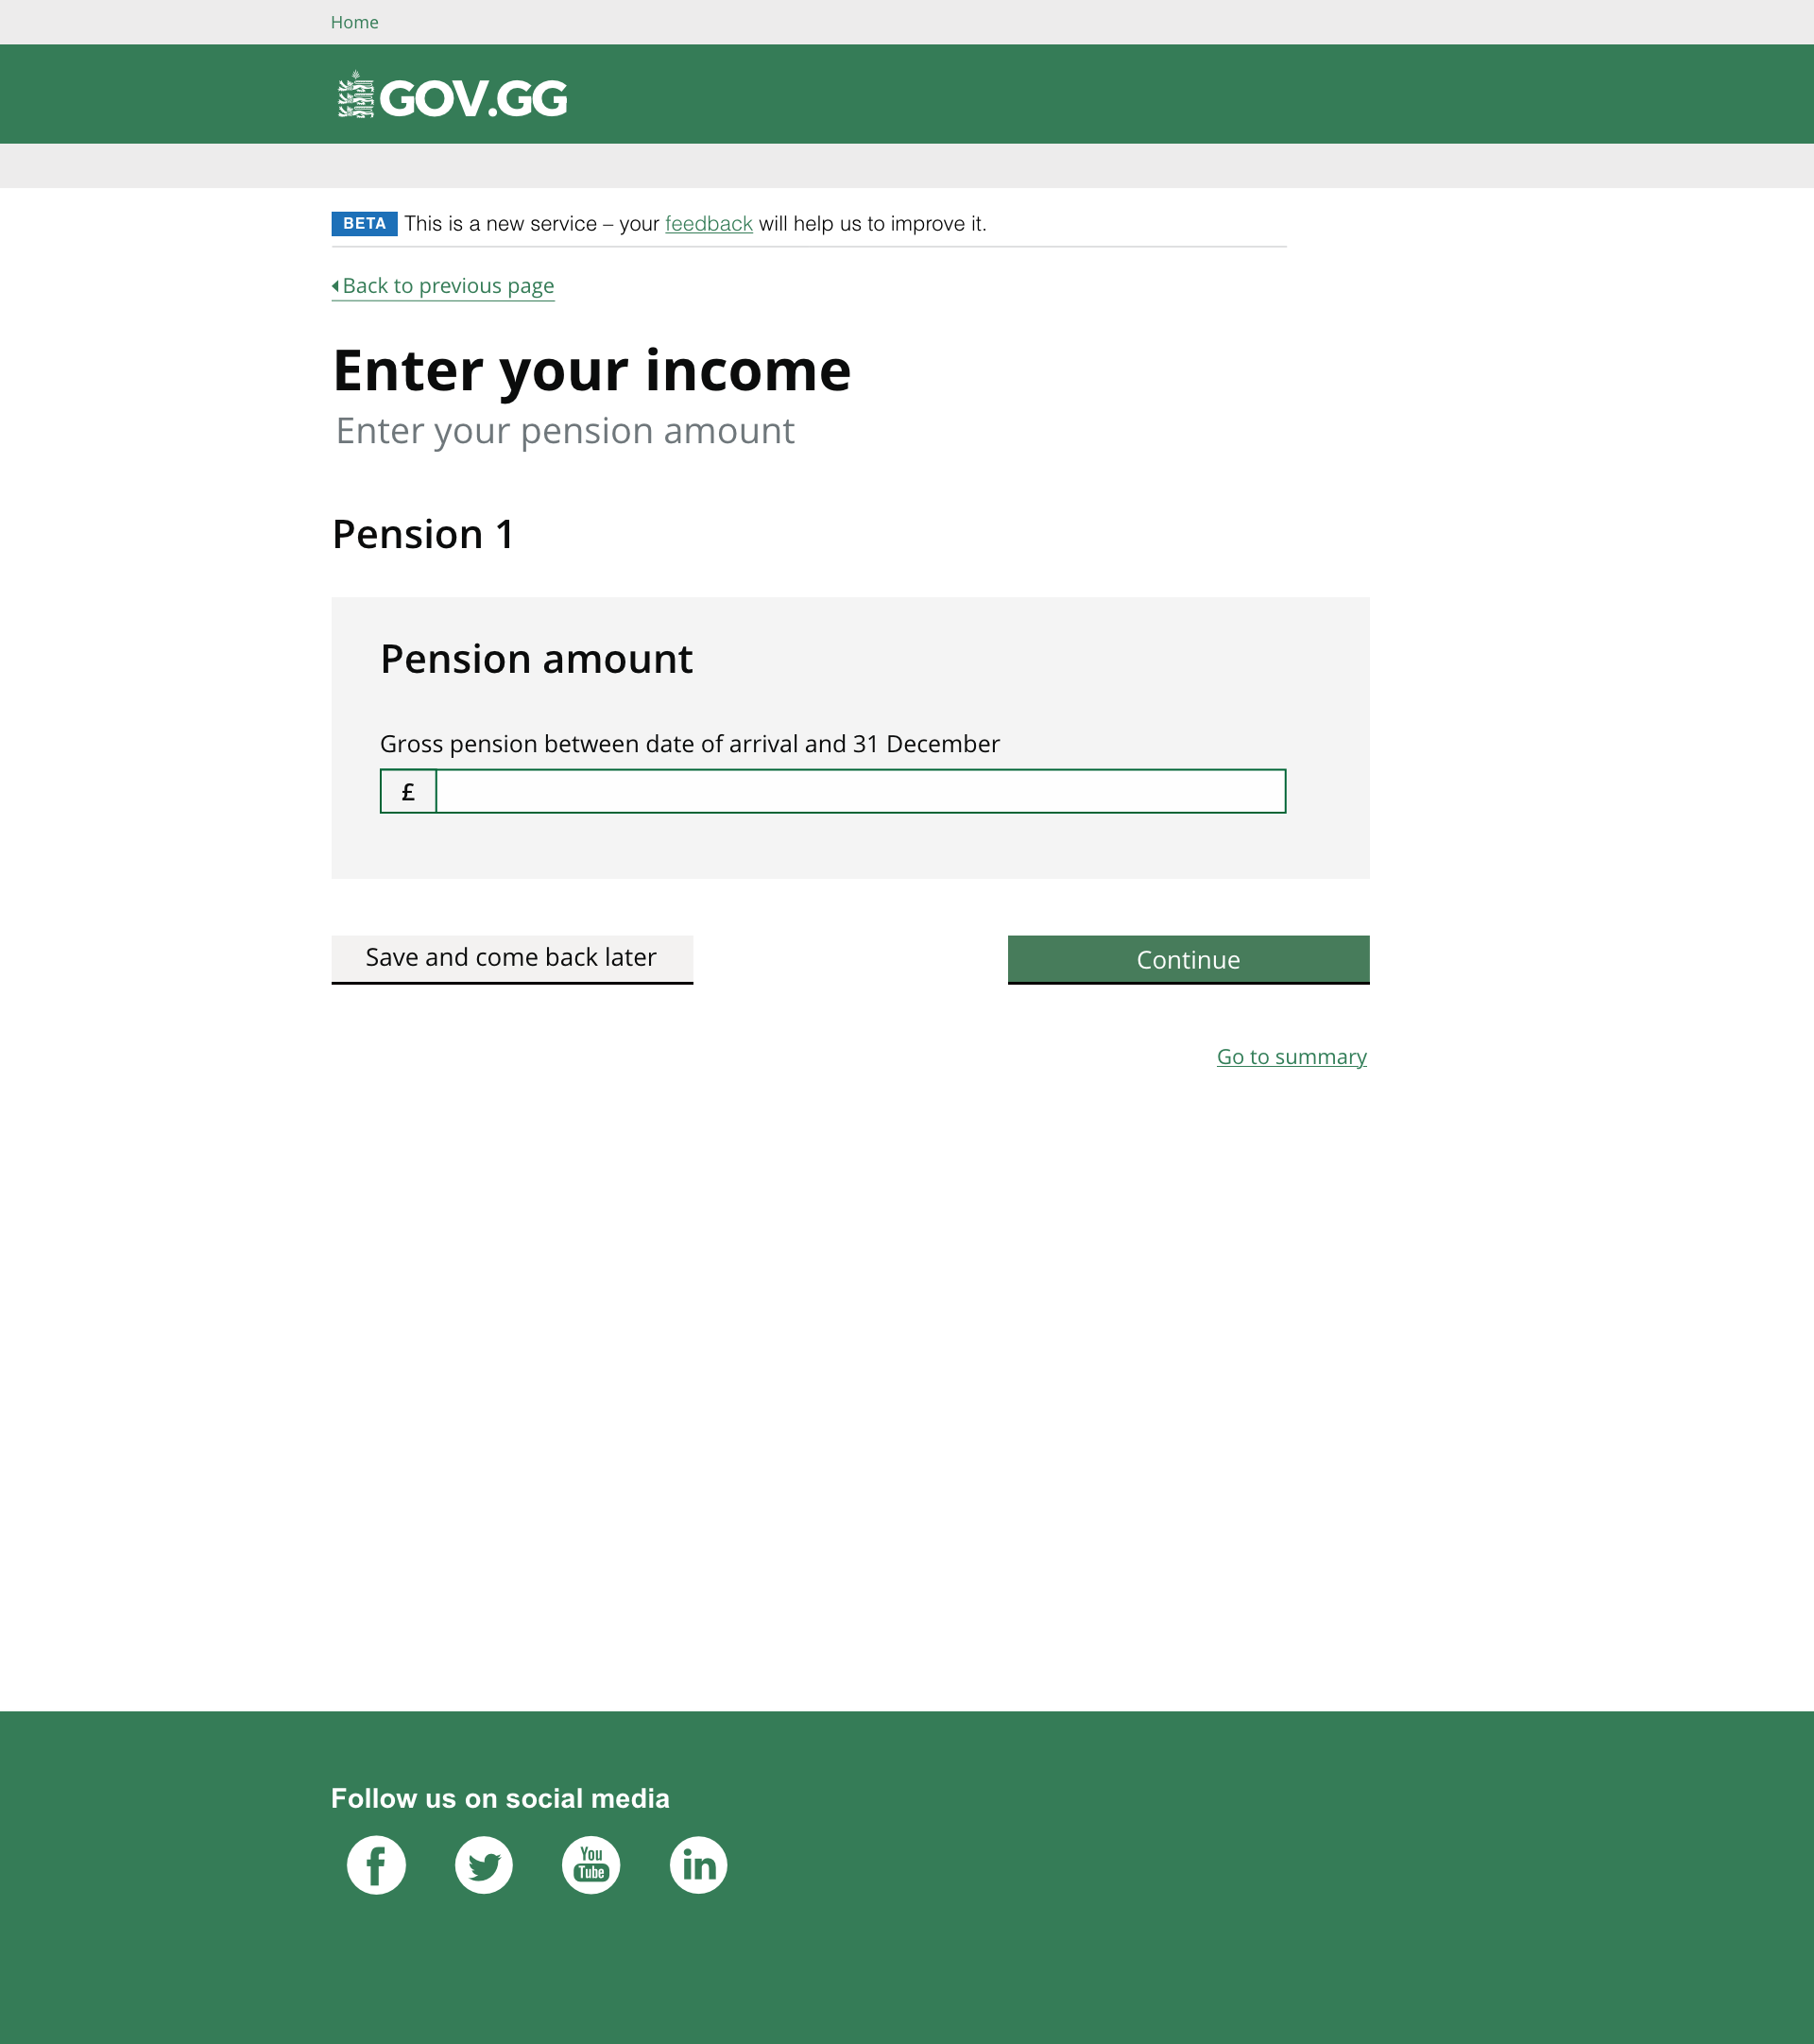 Home
GOV.GG
BETA This is a new service – your feedback will help us to improve it.
Back to previous page
Enter your income
Enter your pension amount
Pension 1
Pension amount
Gross pension between date of arrival and 31 December
£
Save and come back later
Continue
Go to summary
Follow us on social media
f
You
Tube
in